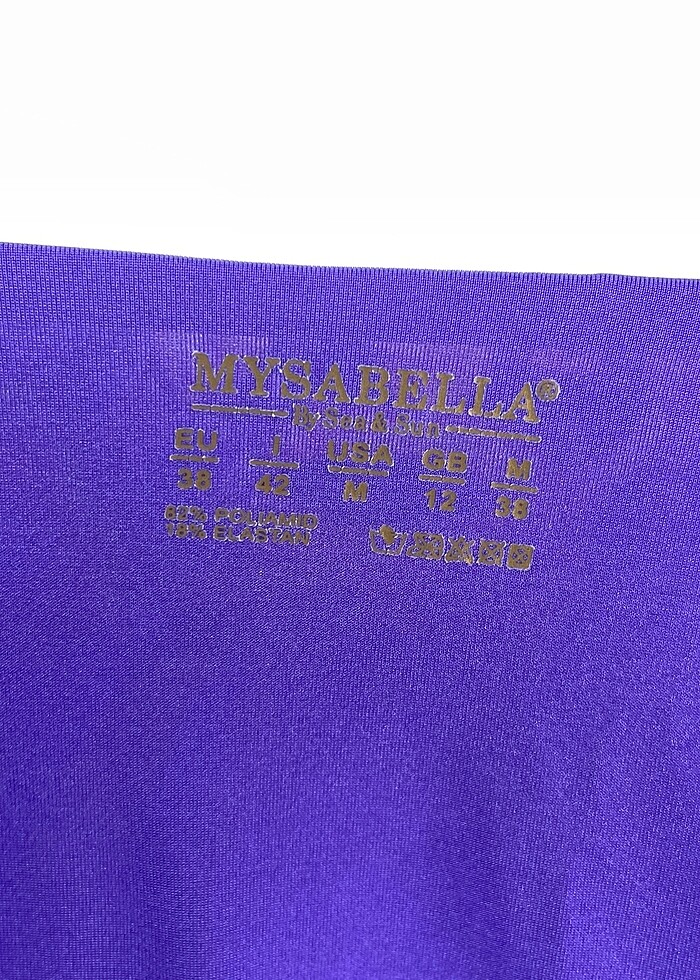 MYSABELLA®
By Sea & Sun
EU I USA GB M
38 42 M 12 38
82% POLIAMID
18% ELASTAN